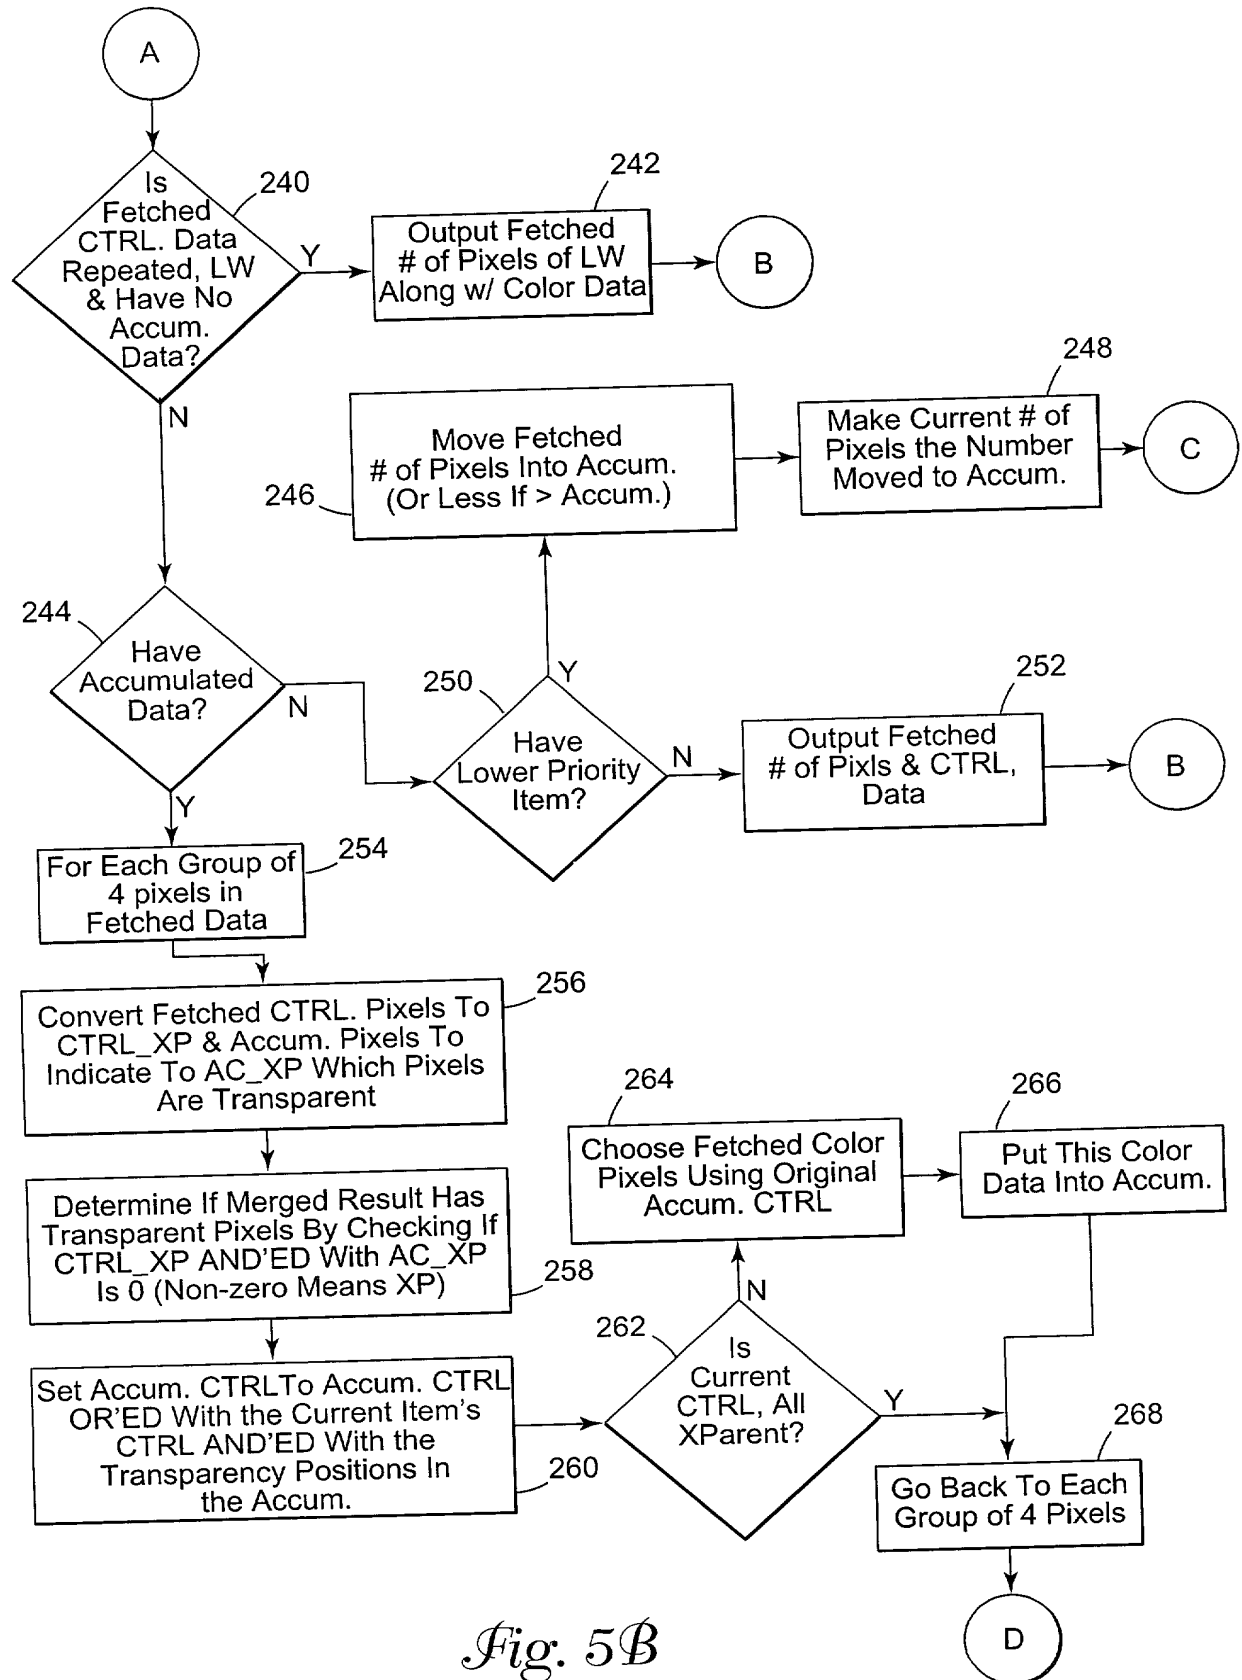 A
Is
Fetched
CTRL. Data
Repeated, LW
& Have No
Accum.
Data?
240
Y
N
242
Output Fetched
# of Pixels of LW
Along w/ Color Data
B
246
Move Fetched
# of Pixels Into Accum.
(Or Less If > Accum.)
248
Make Current # of
Pixels the Number
Moved to Accum.
C
244
Have
Accumulated
Data?
N
Y
250
Have
Lower Priority
Item?
Y
N
252
Output Fetched
# of Pixls & CTRL,
Data
B
For Each Group of
4 pixels in
Fetched Data
254
256
Convert Fetched CTRL. Pixels To
CTRL_XP & Accum. Pixels To
Indicate To AC_XP Which Pixels
Are Transparent
Determine If Merged Result Has
Transparent Pixels By Checking If
CTRL_XP AND'ED With AC_XP
Is 0 (Non-zero Means XP)
258
Set Accum. CTRLTo Accum. CTRL
OR'ED With the Current Item's
CTRL AND'ED With the
Transparency Positions In
the Accum.
260
262
Is
Current
CTRL, All
XParent?
N
Y
264
Choose Fetched Color
Pixels Using Original
Accum. CTRL
266
Put This Color
Data Into Accum.
268
Go Back To Each
Group of 4 Pixels
D
Fig. 5B